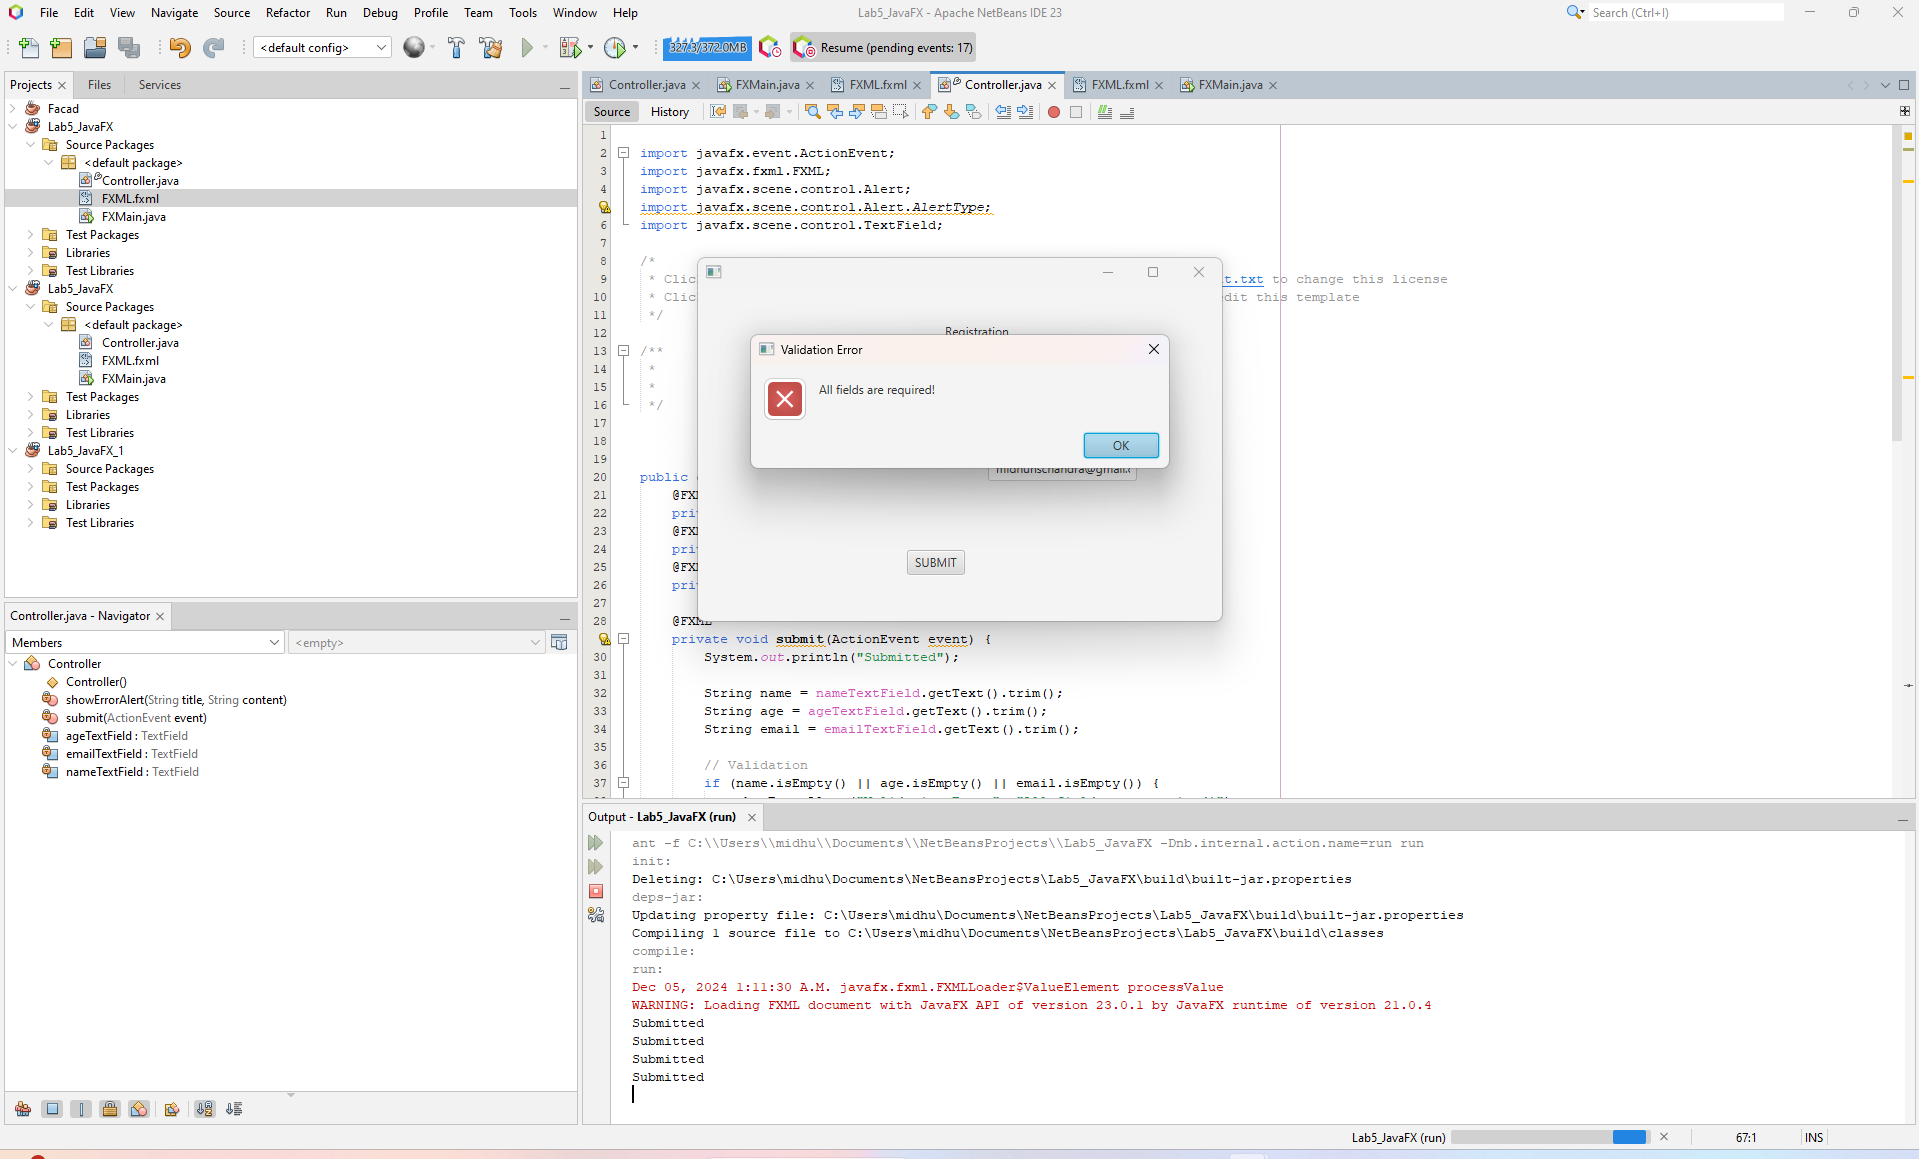 File Edit View Navigate Source Refactor Run Debug Profile Team Tools Window Help
Lab5_JavaFX - Apache NetBeans IDE 23
Search (Ctrl+I)
<default config>
327.3/372.0MB
Resume (pending events: 17)
Projects Files Services
Facad
Lab5_JavaFX
Source Packages
<default package>
Controller.java
FXML.fxml
FXMain.java
Test Packages
Libraries
Test Libraries
Lab5_JavaFX
Source Packages
<default package>
Controller.java
FXML.fxml
FXMain.java
Test Packages
Libraries
Test Libraries
Lab5_JavaFX_1
Source Packages
Test Packages
Libraries
Test Libraries
Controller.java - Navigator
Members
<empty>
Controller
Controller()
showErrorAlert(String title, String content)
submit(ActionEvent event)
ageTextField : TextField
emailTextField : TextField
nameTextField : TextField
Controller.java FXMain.java FXML.fxml Controller.java FXML.fxml FXMain.java
Source History
1
2 import javafx.event.ActionEvent;
3 import javafx.fxml.FXML;
4 import javafx.scene.control.Alert;
import javafx.scene.control.Alert.AlertType;
6 import javafx.scene.control.TextField;
7
8 /*
9 * Clic t.txt to change this license
10 * Clic edit this template
11 */
12
13 /**
14 *
15 *
16 */
17
18
19
20 public
21 @FX
22 pri
23 @FX
24 pri
25 @FX
26 pri
27
28 @FXML
private void submit(ActionEvent event) {
30 System.out.println("Submitted");
31
32 String name = nameTextField.getText().trim();
33 String age = ageTextField.getText().trim();
34 String email = emailTextField.getText().trim();
35
36 // Validation
37 if (name.isEmpty() || age.isEmpty() || email.isEmpty()) {
Registration
Validation Error
All fields are required!
OK
midhunschandra@gmail.
SUBMIT
Output - Lab5_JavaFX (run)
ant -f C:\\Users\\midhu\\Documents\\NetBeansProjects\\Lab5_JavaFX -Dnb.internal.action.name=run run
init:
Deleting: C:\Users\midhu\Documents\NetBeansProjects\Lab5_JavaFX\build\built-jar.properties
deps-jar:
Updating property file: C:\Users\midhu\Documents\NetBeansProjects\Lab5_JavaFX\build\built-jar.properties
Compiling 1 source file to C:\Users\midhu\Documents\NetBeansProjects\Lab5_JavaFX\build\classes
compile:
run:
Dec 05, 2024 1:11:30 A.M. javafx.fxml.FXMLLoader$ValueElement processValue
WARNING: Loading FXML document with JavaFX API of version 23.0.1 by JavaFX runtime of version 21.0.4
Submitted
Submitted
Submitted
Submitted
Lab5_JavaFX (run)
67:1
INS